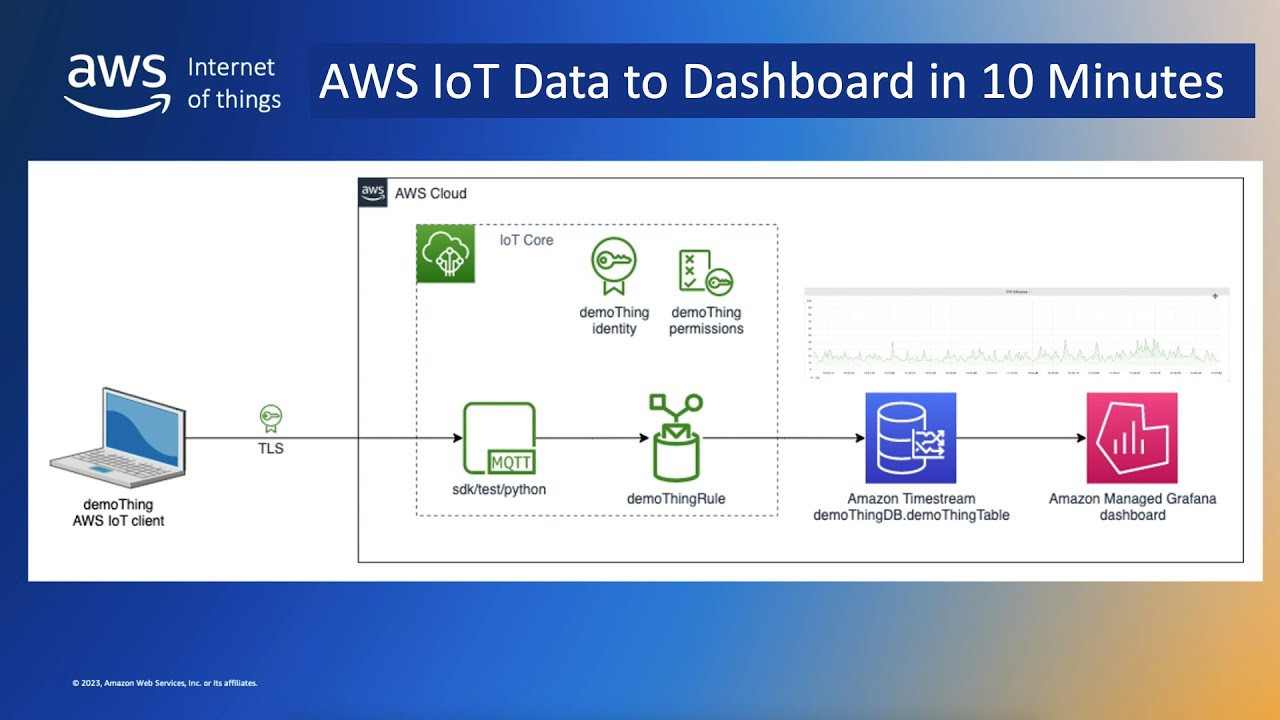 aws
Internet
of things
AWS IoT Data to Dashboard in 10 Minutes
aws
AWS Cloud
IoT Core
demoThing
identity
demoThing
permissions
TLS
MQTT
sdk/test/python
demoThingRule
demoThing
AWS IoT client
Amazon Timestream
demoThingDB.demoThingTable
Amazon Managed Grafana
dashboard
© 2023, Amazon Web Services, Inc. or its affiliates.